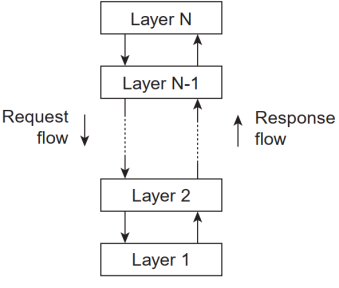 Layer N
Layer N-1
Request
flow
Response
flow
Layer 2
Layer 1